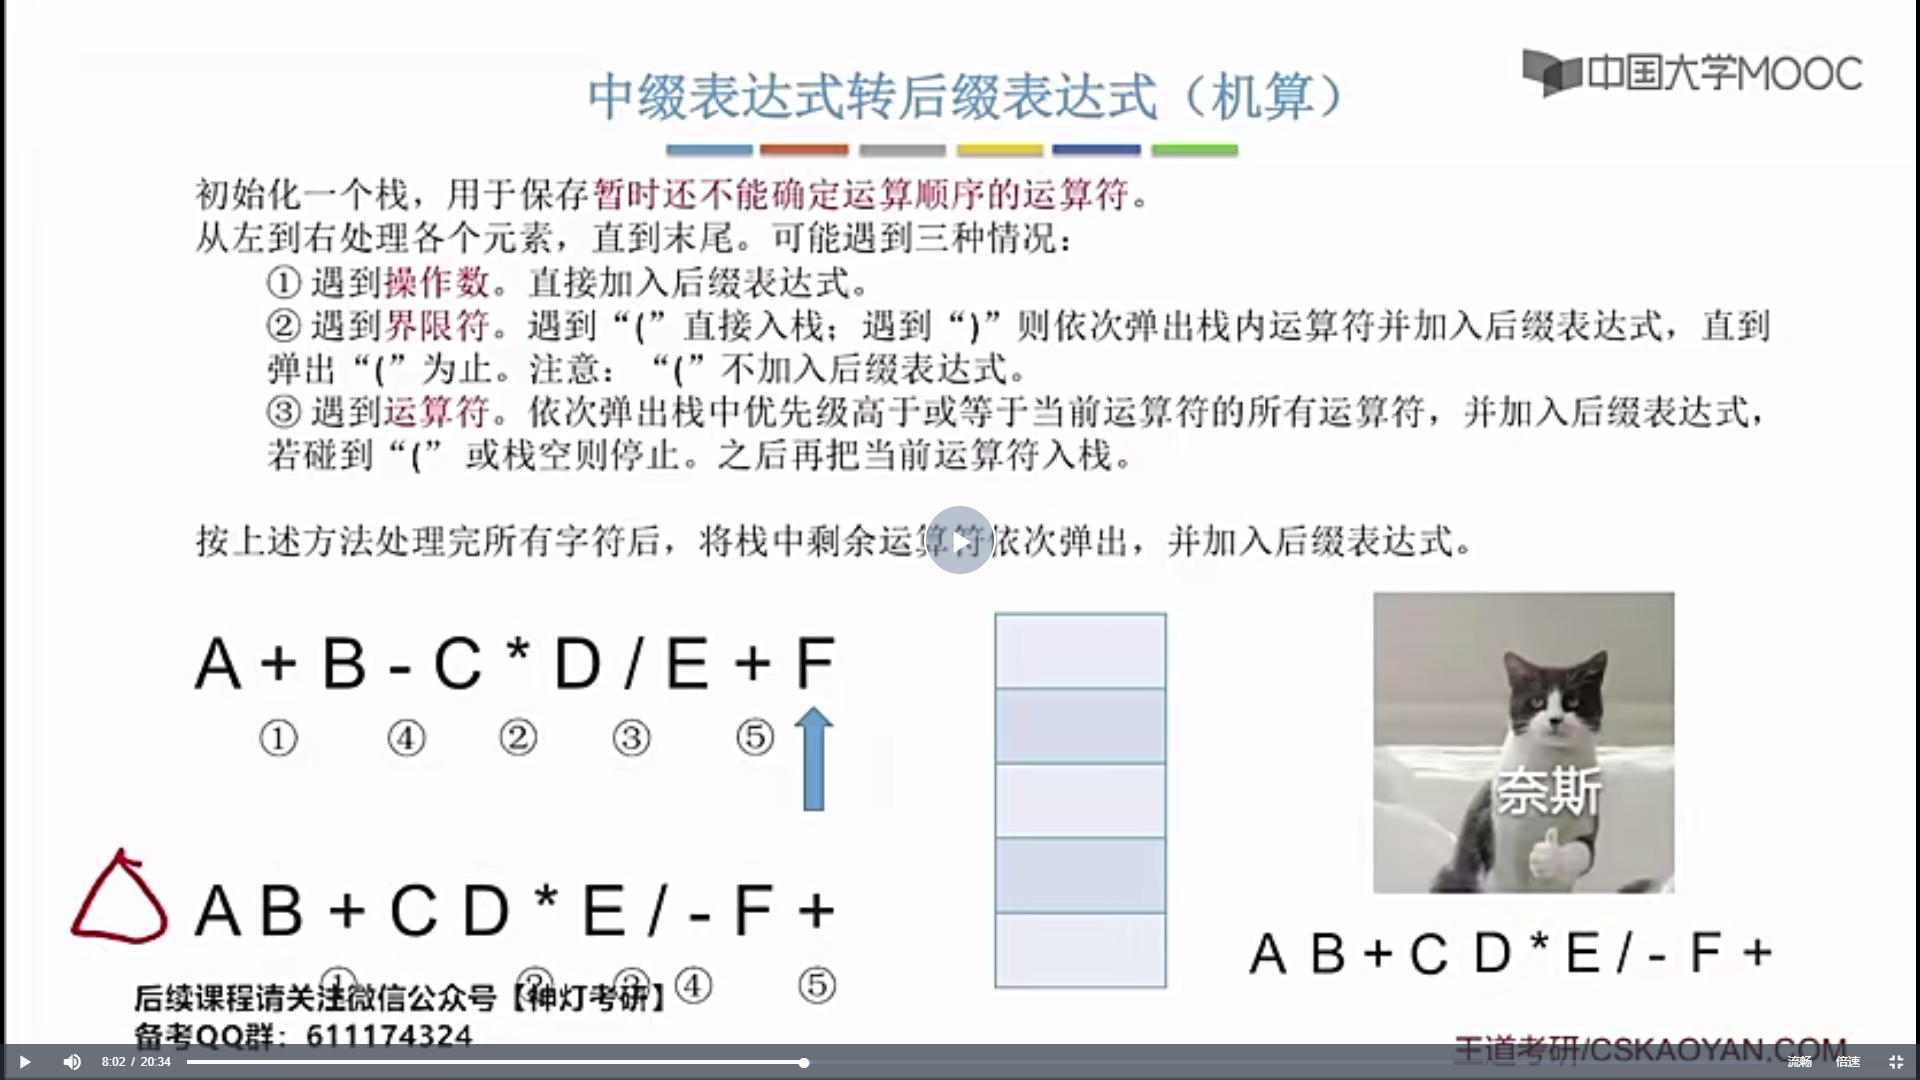 中国大学MOOC
中缀表达式转后缀表达式（机算）
初始化一个栈，用于保存暂时还不能确定运算顺序的运算符。
从左到右处理各个元素，直到末尾。可能遇到三种情况：
① 遇到操作数。直接加入后缀表达式。
② 遇到界限符。遇到“(”直接入栈；遇到“)”则依次弹出栈内运算符并加入后缀表达式，直到
弹出“(”为止。注意：“(”不加入后缀表达式。
③ 遇到运算符。依次弹出栈中优先级高于或等于当前运算符的所有运算符，并加入后缀表达式，
若碰到“(” 或栈空则停止。之后再把当前运算符入栈。
按上述方法处理完所有字符后，将栈中剩余运算符依次弹出，并加入后缀表达式。
A + B - C * D / E + F
① ④ ② ③ ⑤
奈斯
A B + C D * E / - F +
① ② ③ ④ ⑤
A B + C D * E / - F +
后续课程请关注微信公众号【神灯考研】
备考QQ群：611174324
王道考研/CSKAOYAN.COM
8:02 / 20:34
流畅 倍速